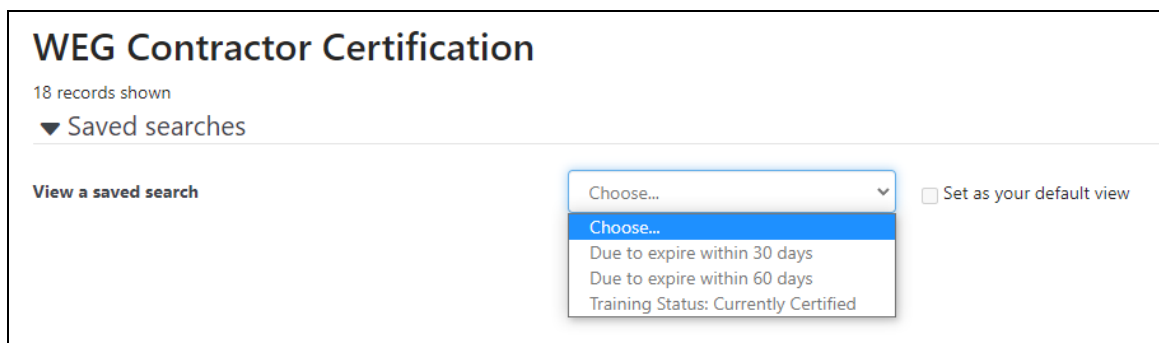 WEG Contractor Certification
18 records shown
Saved searches
View a saved search
Choose...
Set as your default view
Choose...
Due to expire within 30 days
Due to expire within 60 days
Training Status: Currently Certified